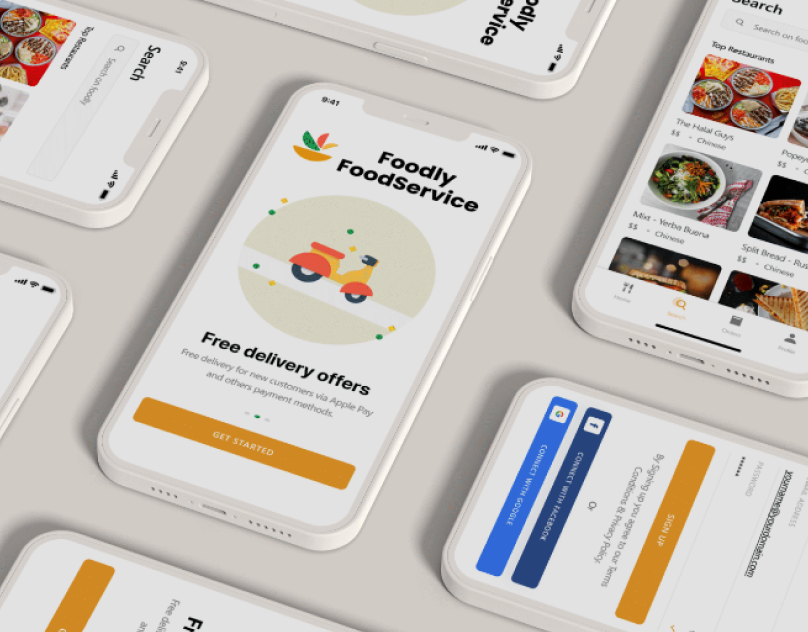 Foodly
Service
9:41
Search
Search on foodly
Top Restaurants
9:41
Foodly
FoodService
Free delivery offers
Free delivery for new customers via Apple Pay
and others payment methods.
GET STARTED
Search
Search on foo
Top Restaurants
The Halal Guys
$$ • Chinese
Popeye
$$ • C
Mixt - Yerba Buena
$$ • Chinese
Split Bread - Rus
$$ • Chinese
Home
Search
Orders
Profile
ADDRESS
yourname@yourdomain.com
PASSWORD
SIGN UP
By Signing up you agree to our Terms
Conditions & Privacy Policy.
Or
f
CONNECT WITH FACEBOOK
G
CONNECT WITH GOOGLE
Fr
Free deliv
an